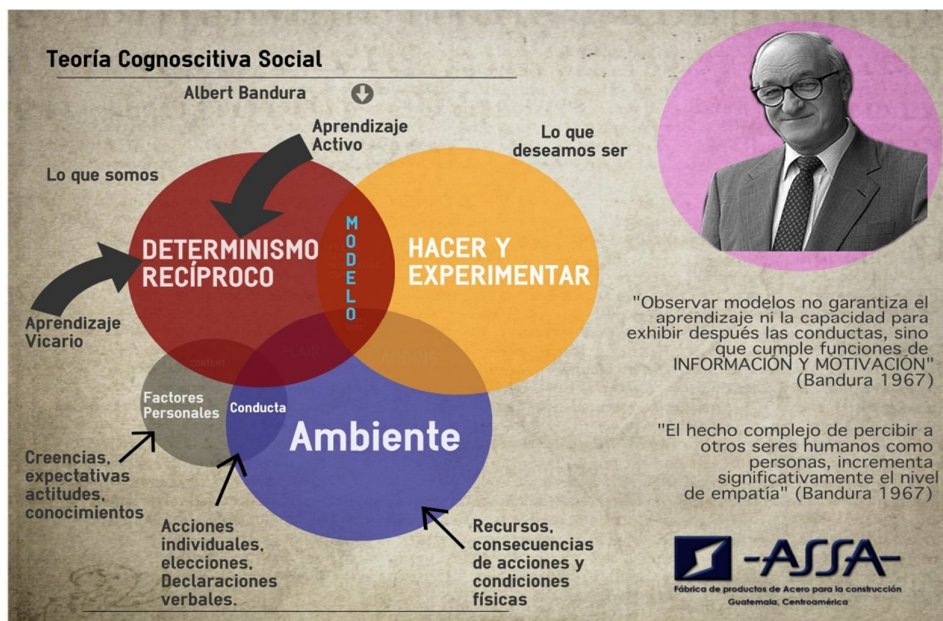 Teoría Cognoscitiva Social
Albert Bandura
Aprendizaje
Activo
Lo que
deseamos ser
Lo que somos
MODELO
DETERMINISMO
RECÍPROCO
HACER Y
EXPERIMENTAR
Aprendizaje
Vicario
Factores
Personales
Conducta
Ambiente
Creencias,
expectativas
actitudes,
conocimientos
Acciones
individuales,
elecciones,
Declaraciones
verbales.
Recursos,
consecuencias
de acciones y
condiciones
físicas
"Observar modelos no garantiza el
aprendizaje ni la capacidad para
exhibir después las conductas, sino
que cumple funciones de
INFORMACIÓN Y MOTIVACIÓN"
(Bandura 1967)
"El hecho complejo de percibir a
otros seres humanos como
personas, incrementa
significativamente el nivel
de empatía" (Bandura 1967)
-ASSA-
Fábrica de productos de Acero para la construcción
Guatemala, Centroamérica